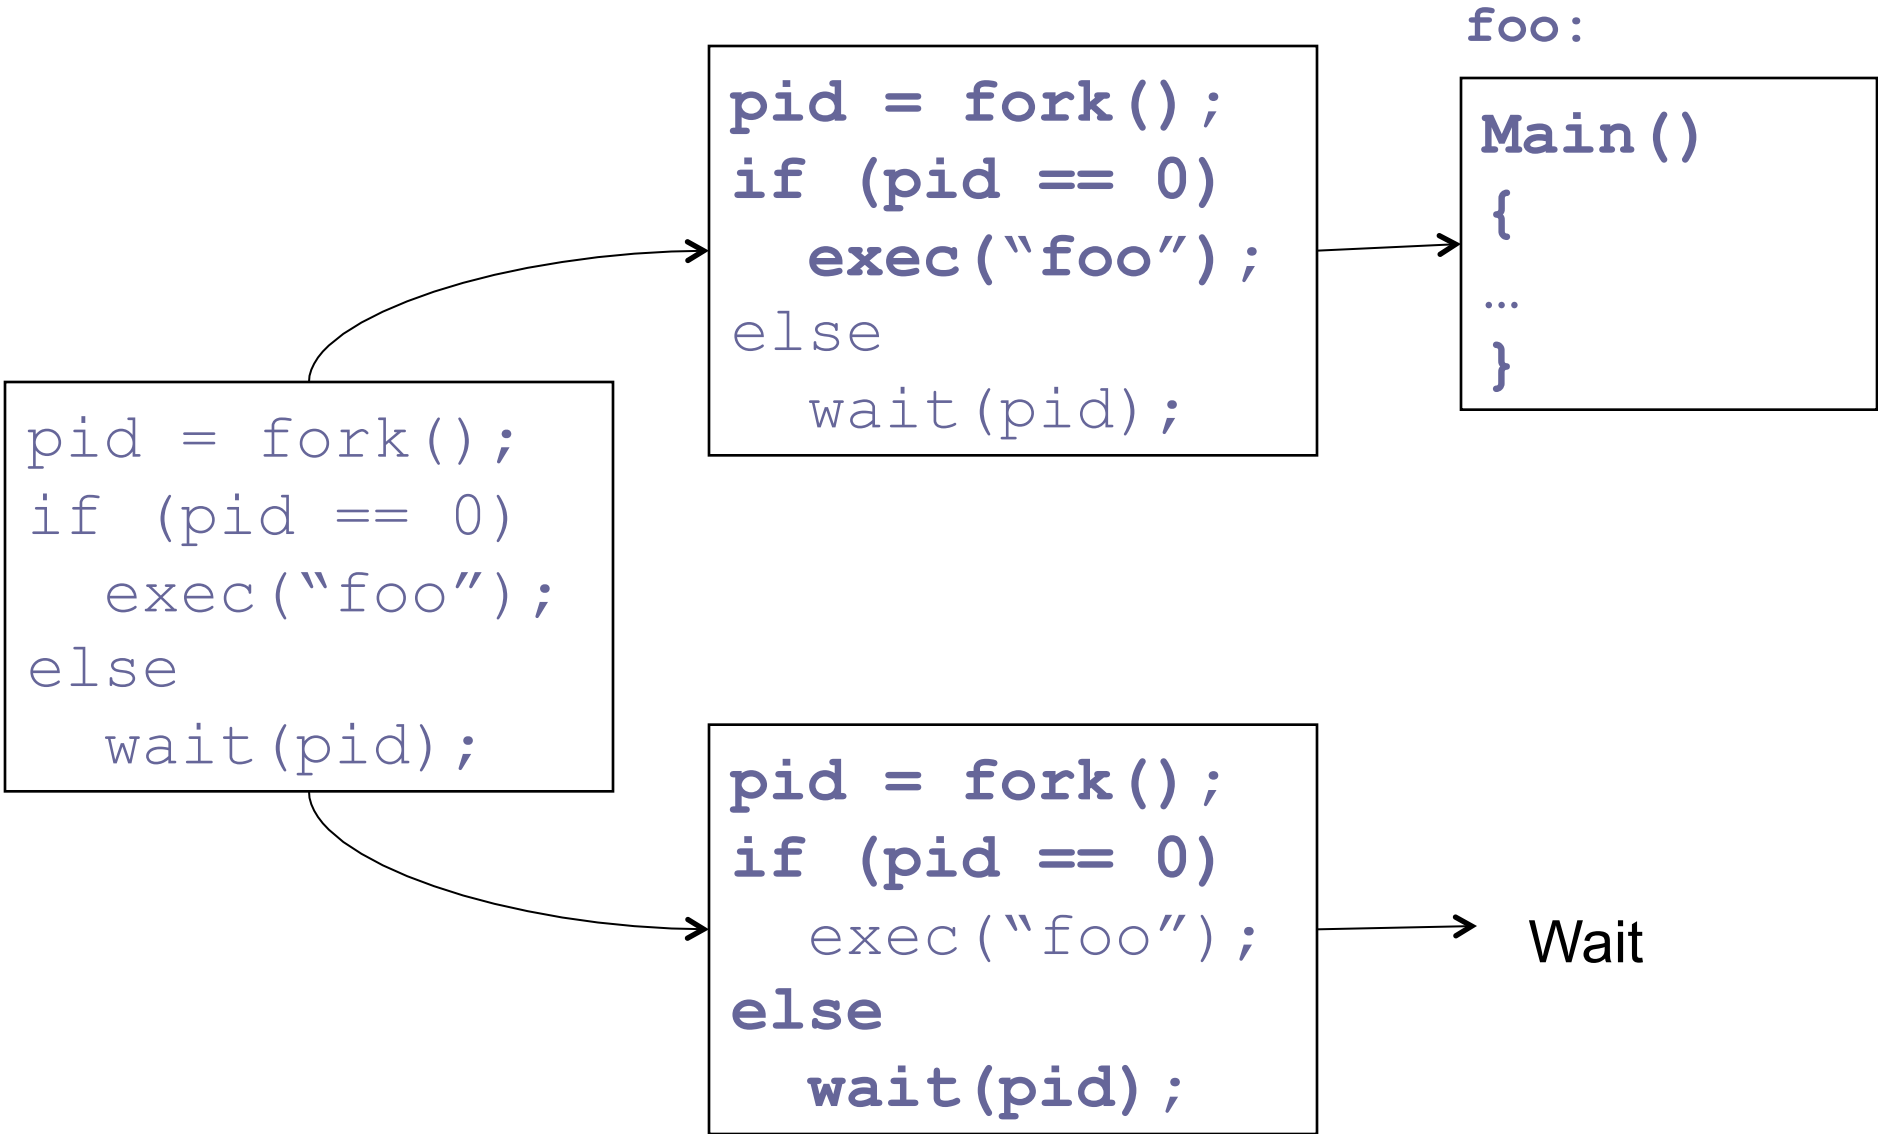 pid = fork();
if (pid == 0)
  exec(“foo”);
else
  wait(pid);
pid = fork();
if (pid == 0)
  exec(“foo”);
else
  wait(pid);
foo:
Main()
{
…
}
pid = fork();
if (pid == 0)
  exec(“foo”);
else
  wait(pid);
Wait